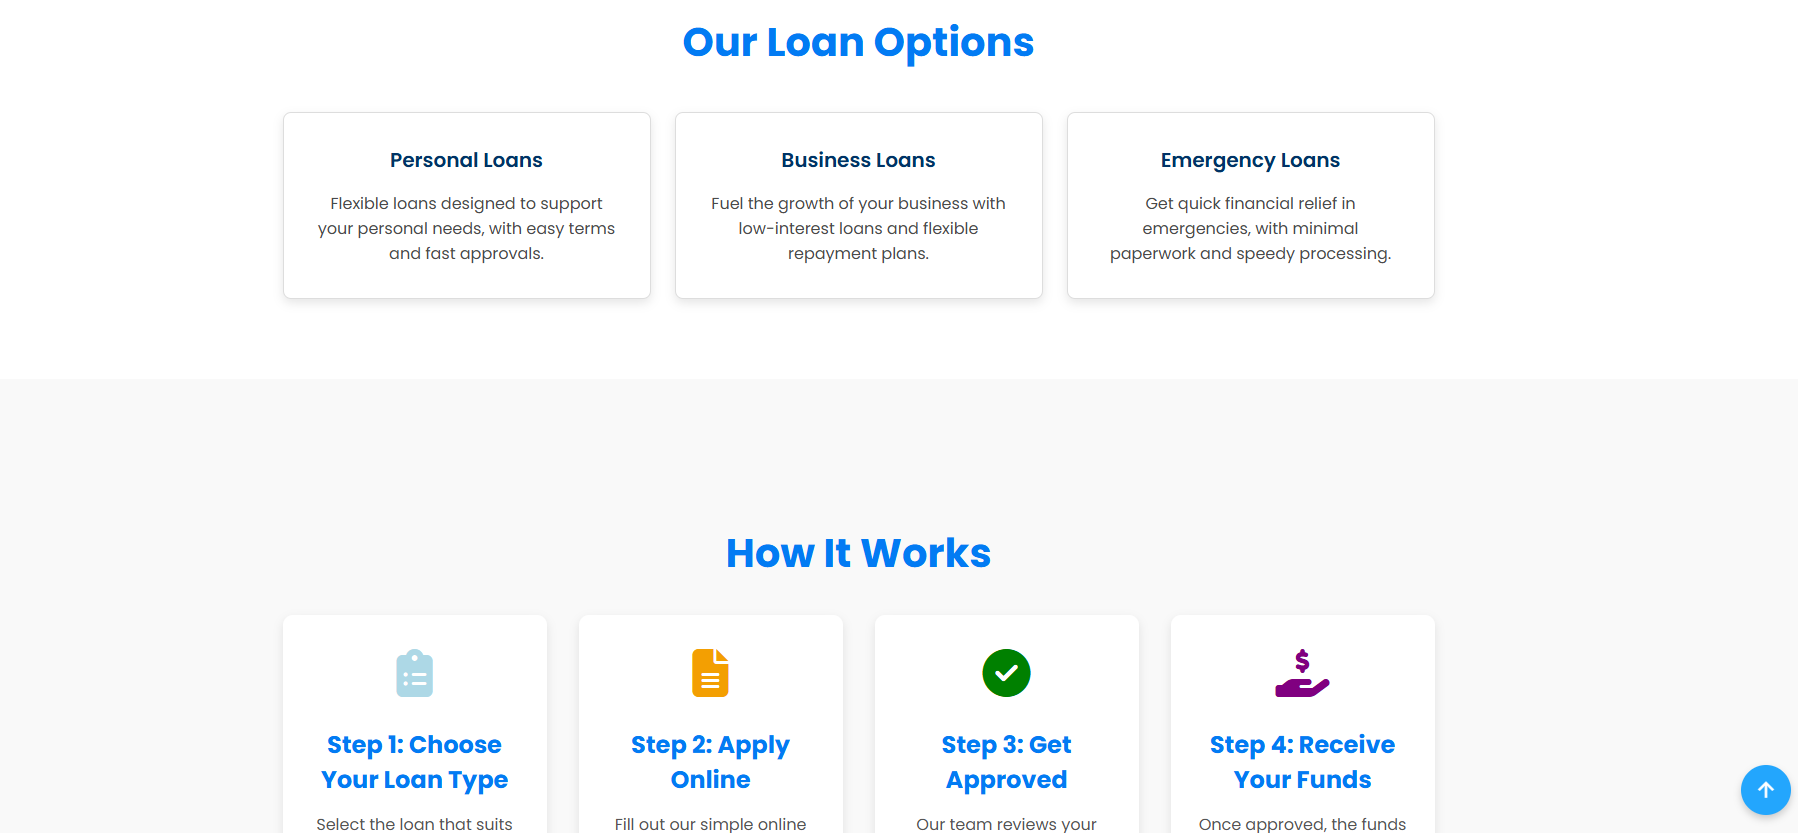 Our Loan Options
Personal Loans
Flexible loans designed to support
your personal needs, with easy terms
and fast approvals.
Business Loans
Fuel the growth of your business with
low-interest loans and flexible
repayment plans.
Emergency Loans
Get quick financial relief in
emergencies, with minimal
paperwork and speedy processing.
How It Works
Step 1: Choose
Your Loan Type
Select the loan that suits
Step 2: Apply
Online
Fill out our simple online
Step 3: Get
Approved
Our team reviews your
$
Step 4: Receive
Your Funds
Once approved, the funds